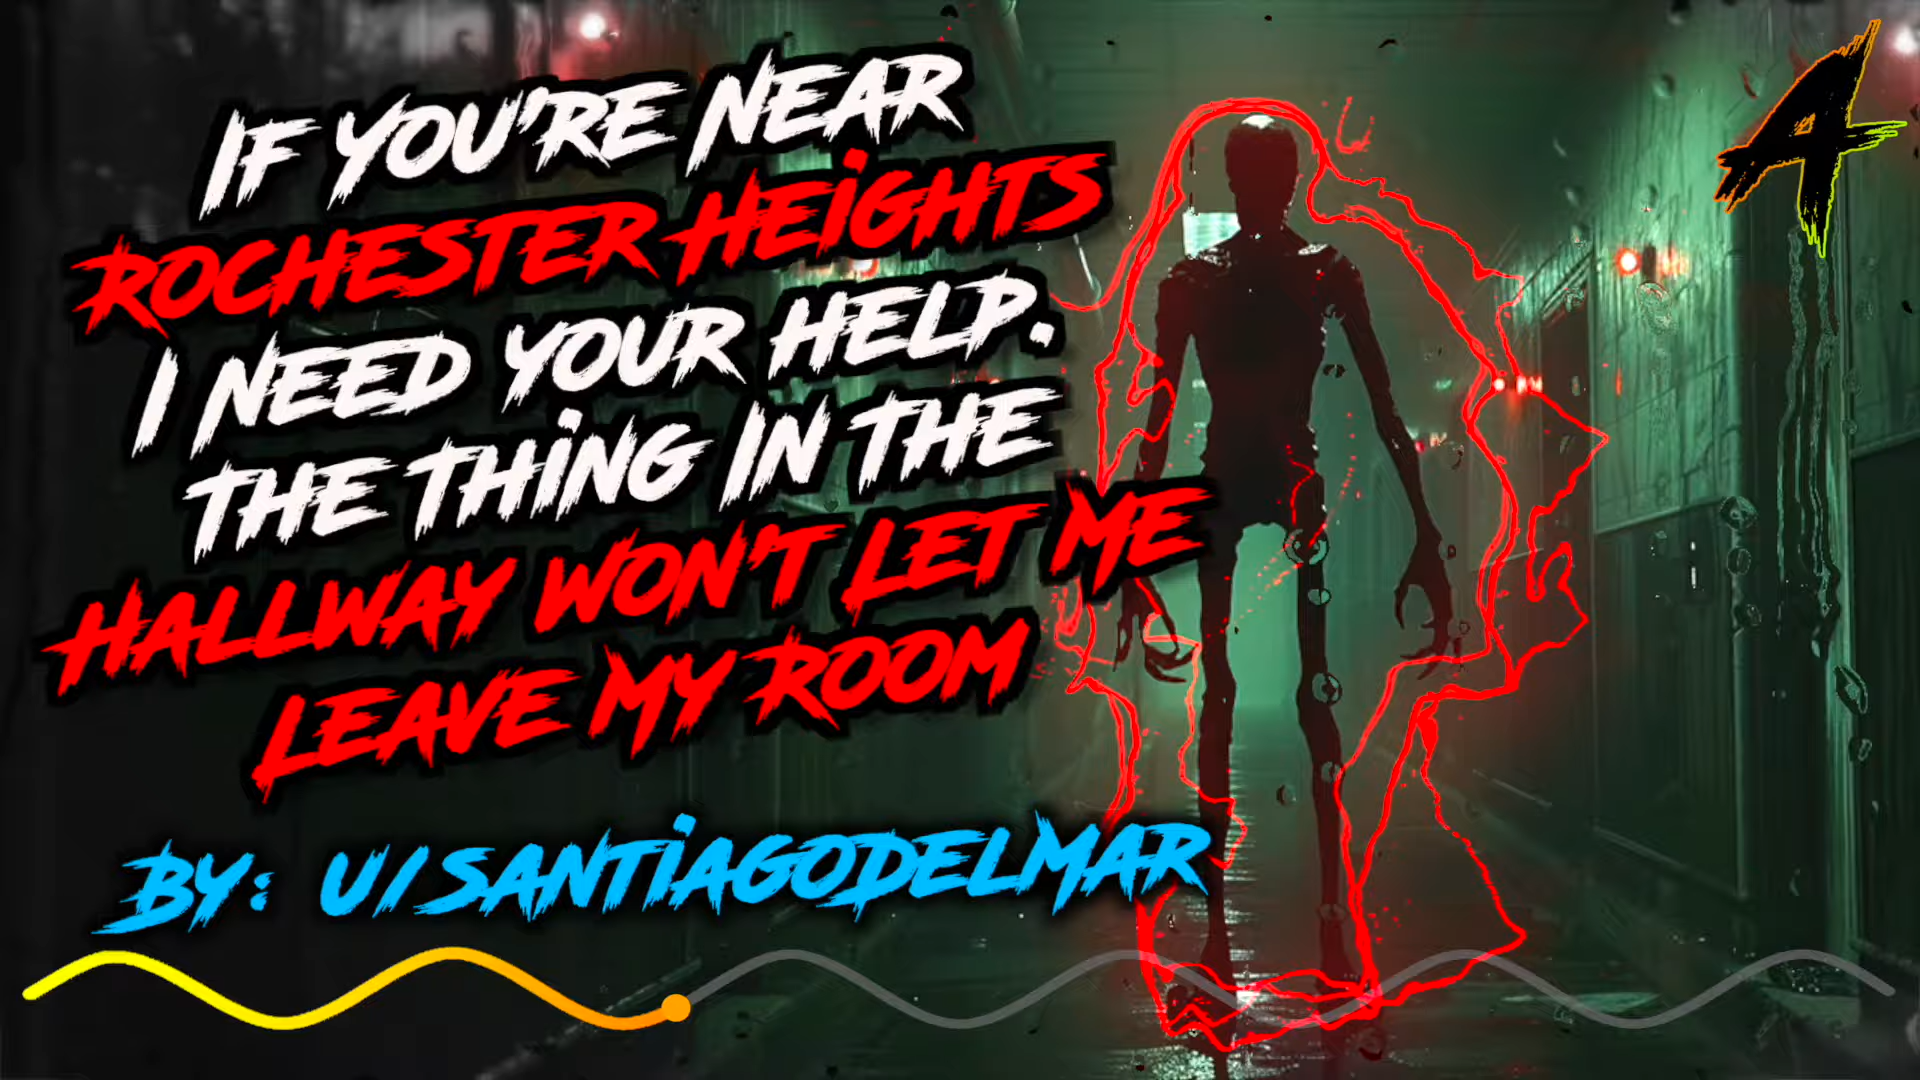 If You're Near
Rochester Heights
I Need your help.
the thing In the
Hallway won't Let Me
Leave My Room
By: u/SantiagoDelMar
A